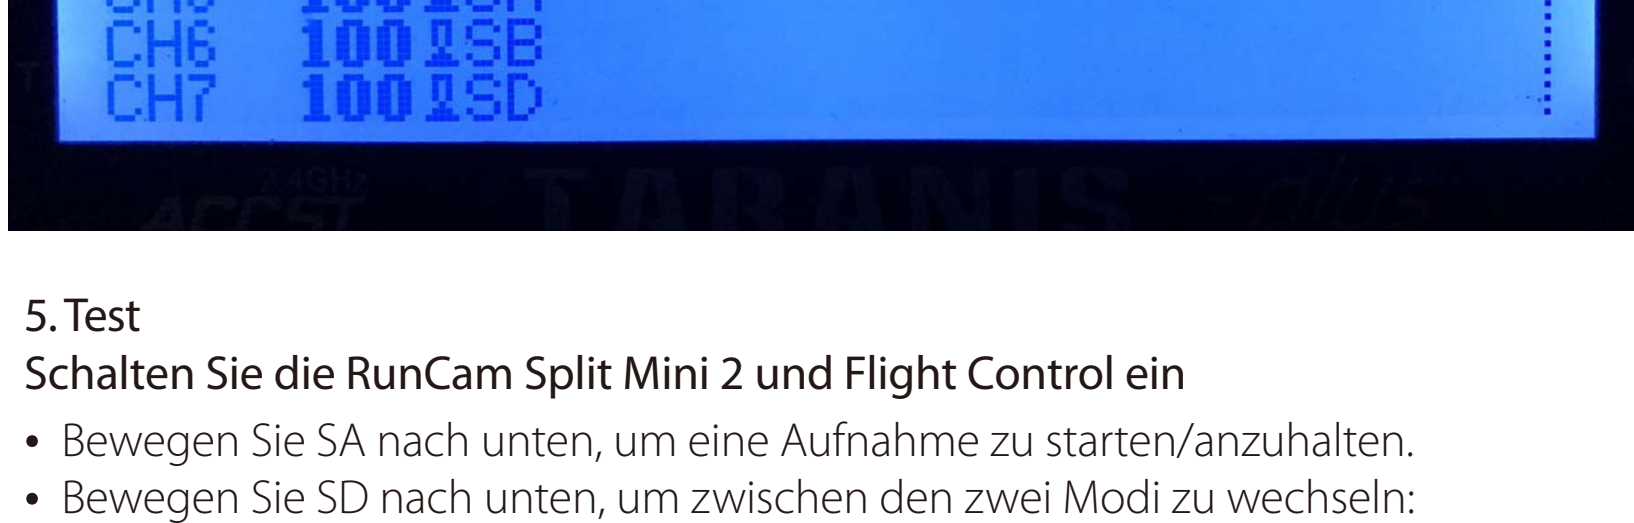 CH6 100 SB
CH7 100 SD
2.4GHz
ACCST TARANIS plus
5. Test
Schalten Sie die RunCam Split Mini 2 und Flight Control ein
• Bewegen Sie SA nach unten, um eine Aufnahme zu starten/anzuhalten.
• Bewegen Sie SD nach unten, um zwischen den zwei Modi zu wechseln: